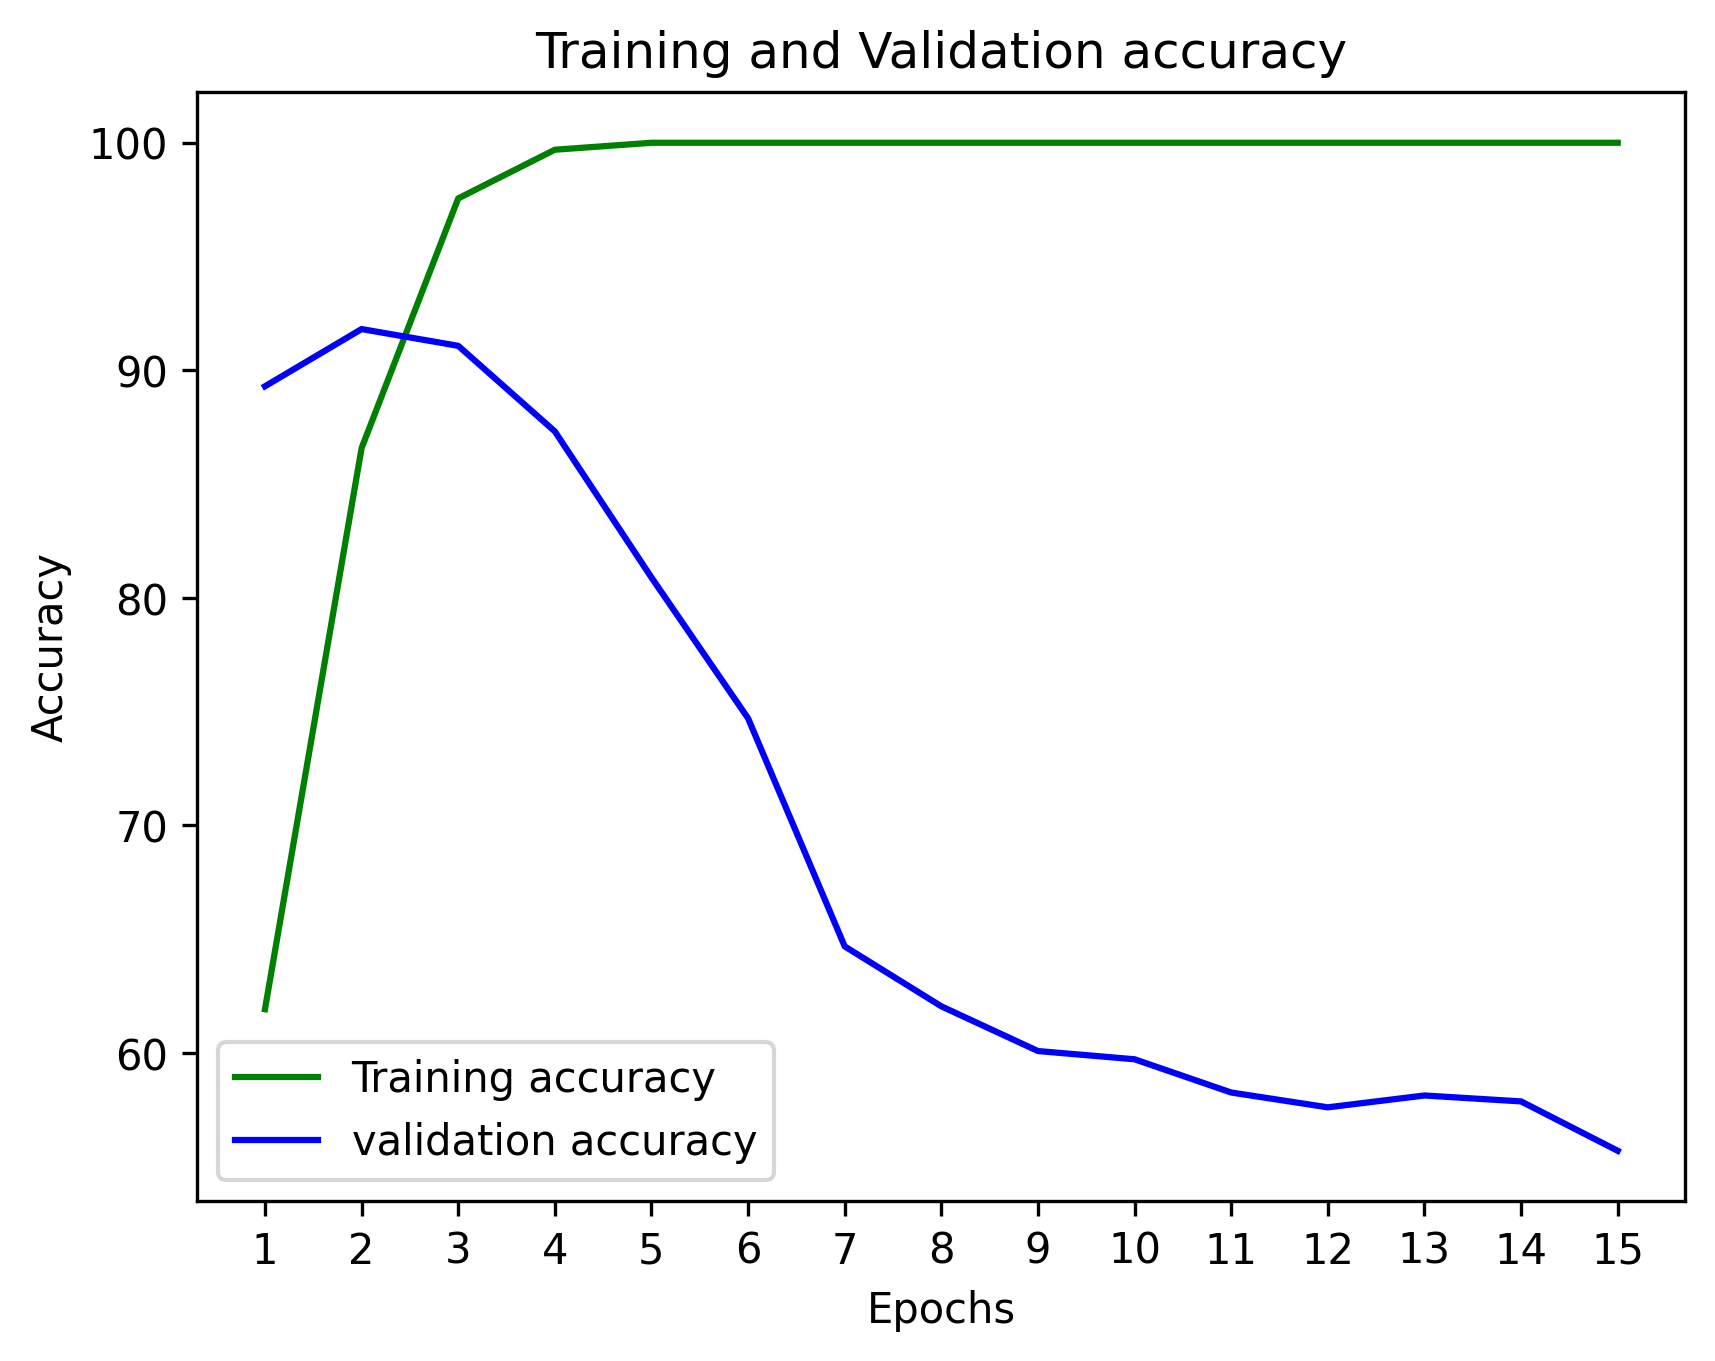 Training and Validation accuracy
100
90
80
70
60
Accuracy
Training accuracy
validation accuracy
1 2 3 4 5 6 7 8 9 10 11 12 13 14 15
Epochs